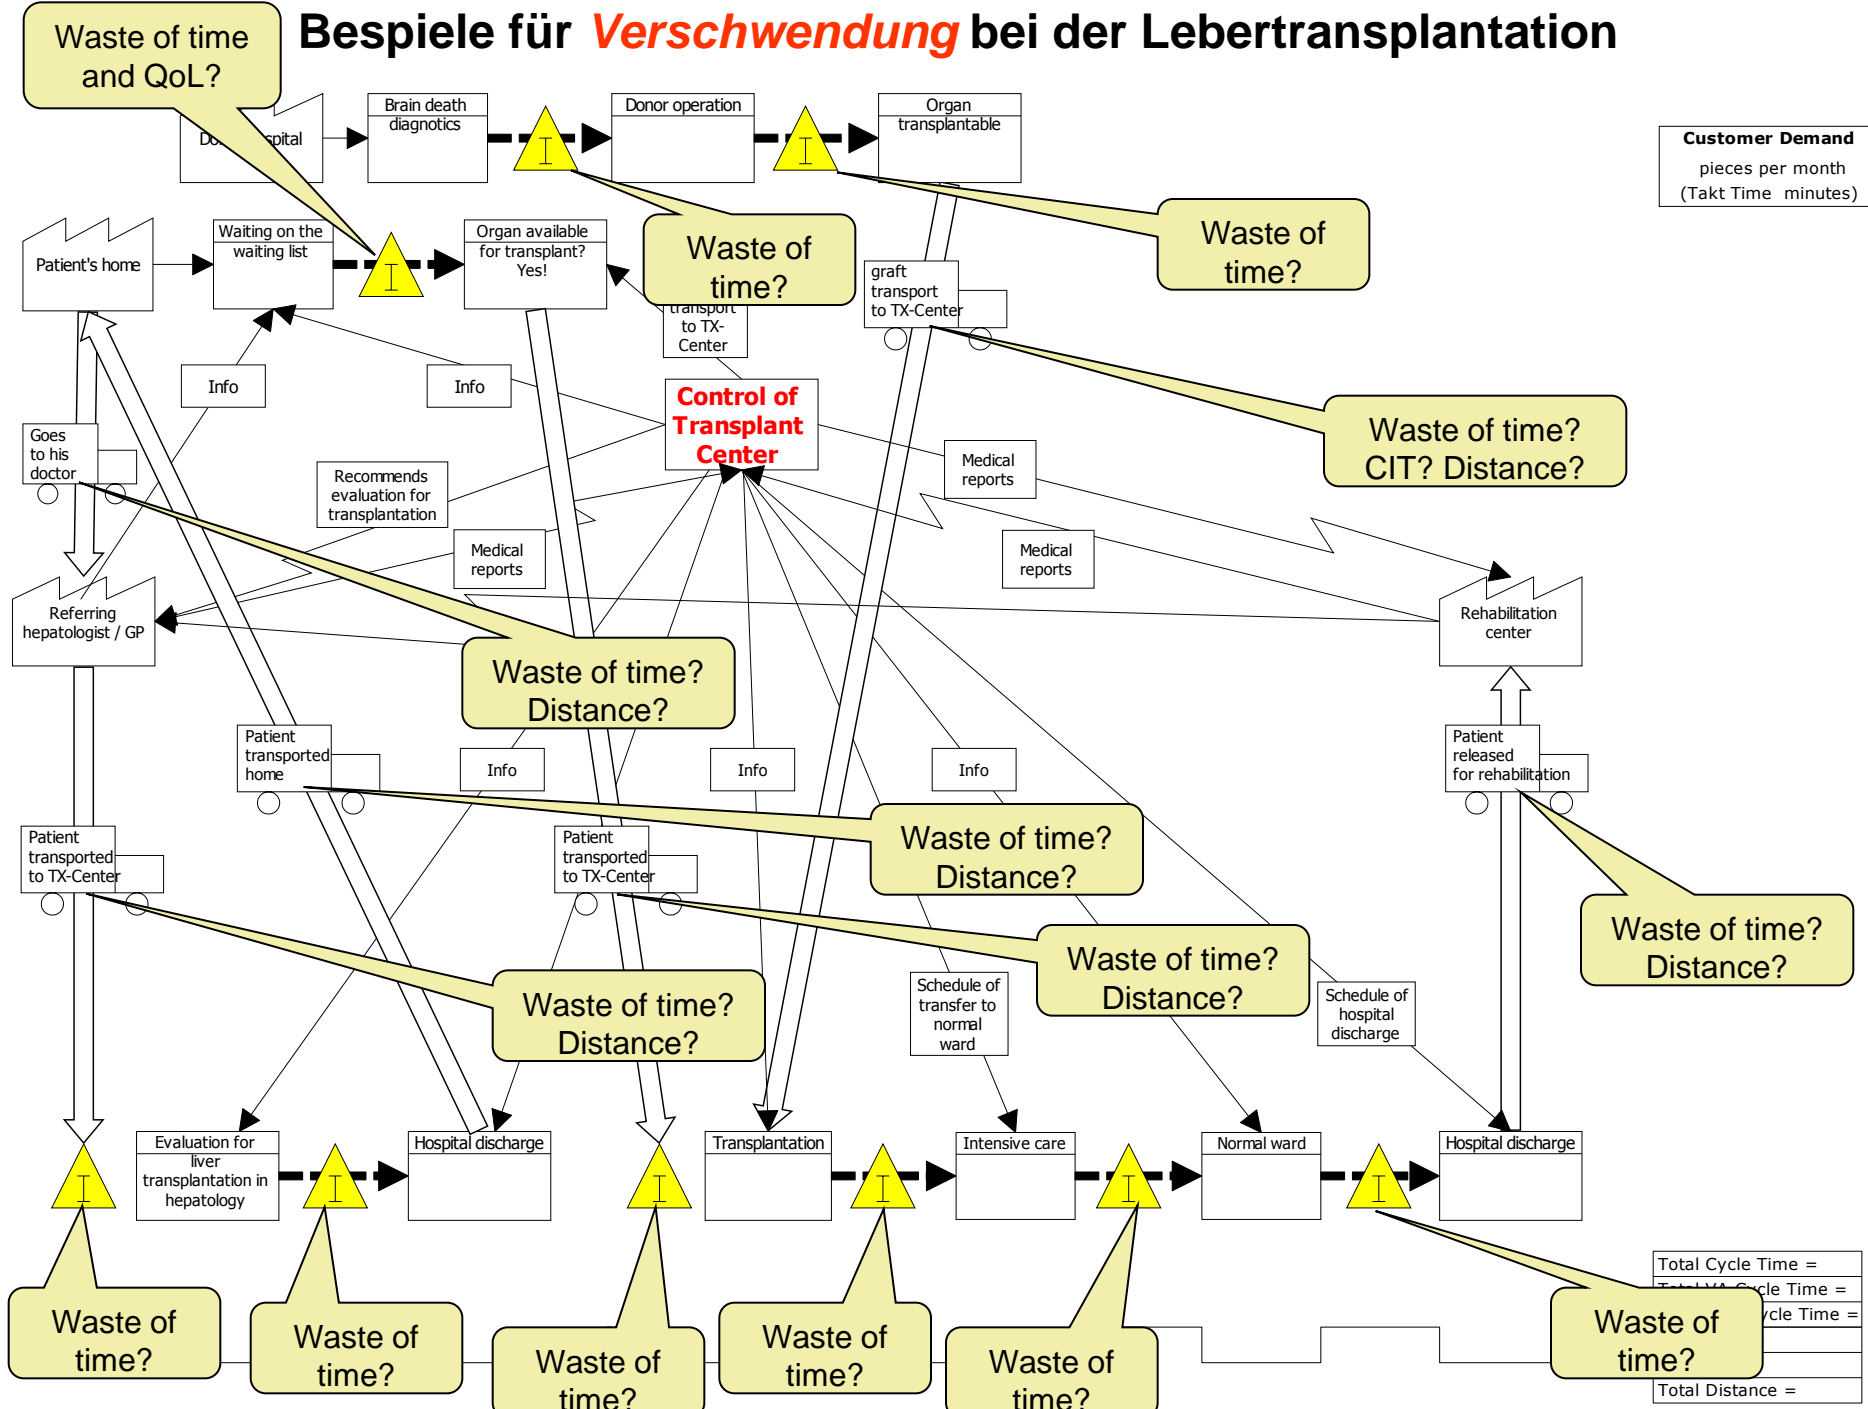 Bespiele für Verschwendung bei der Lebertransplantation
Waste of time
and QoL?
Brain death
diagnotics
Donor operation
Organ
transplantable
Customer Demand
pieces per month
(Takt Time minutes)
Waste of
time?
Waste of
time?
Patient's home
Waiting on the
waiting list
Organ available
for transplant?
Yes!
graft
transport
to TX-Center
transport
to TX-
Center
Info
Info
Control of
Transplant
Center
Waste of time?
CIT? Distance?
Goes
to his
doctor
Recommends
evaluation for
transplantation
Medical
reports
Medical
reports
Medical
reports
Referring
hepatologist / GP
Rehabilitation
center
Waste of time?
Distance?
Patient
transported
home
Info
Info
Info
Patient
released
for rehabilitation
Patient
transported
to TX-Center
Patient
transported
to TX-Center
Waste of time?
Distance?
Waste of time?
Distance?
Waste of time?
Distance?
Waste of time?
Distance?
Schedule of
transfer to
normal
ward
Schedule of
hospital
discharge
Evaluation for
liver
transplantation in
hepatology
Hospital discharge
Transplantation
Intensive care
Normal ward
Hospital discharge
Waste of
time?
Waste of
time?
Waste of
time?
Waste of
time?
Waste of
time?
Waste of
time?
Total Cycle Time =
Cycle Time =
Time =
Total Distance =